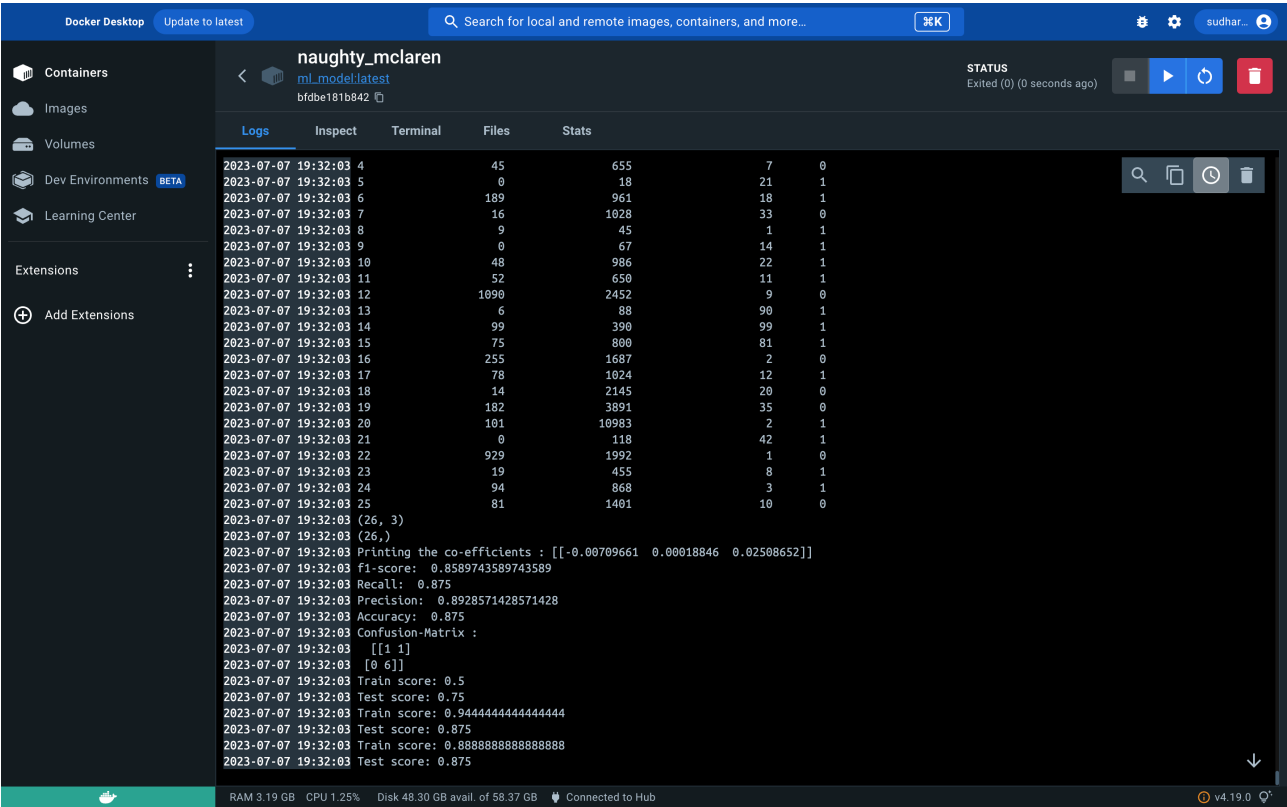 Docker Desktop Update to latest Search for local and remote images, containers, and more... ⌘K sudhar...
Containers
Images
Volumes
Dev Environments BETA
Learning Center
Extensions
Add Extensions
naughty_mclaren
ml_model:latest
bfdbe181b842
STATUS
Exited (0) (0 seconds ago)
Logs Inspect Terminal Files Stats
2023-07-07 19:32:03 4 45 655 7 0
2023-07-07 19:32:03 5 0 18 21 1
2023-07-07 19:32:03 6 189 961 18 1
2023-07-07 19:32:03 7 16 1028 33 0
2023-07-07 19:32:03 8 9 45 1 1
2023-07-07 19:32:03 9 0 67 14 1
2023-07-07 19:32:03 10 48 986 22 1
2023-07-07 19:32:03 11 52 650 11 1
2023-07-07 19:32:03 12 1090 2452 9 0
2023-07-07 19:32:03 13 6 88 90 1
2023-07-07 19:32:03 14 99 390 99 1
2023-07-07 19:32:03 15 75 800 81 1
2023-07-07 19:32:03 16 255 1687 2 0
2023-07-07 19:32:03 17 78 1024 12 1
2023-07-07 19:32:03 18 14 2145 20 0
2023-07-07 19:32:03 19 182 3891 35 0
2023-07-07 19:32:03 20 101 10983 2 1
2023-07-07 19:32:03 21 0 118 42 1
2023-07-07 19:32:03 22 929 1992 1 0
2023-07-07 19:32:03 23 19 455 8 1
2023-07-07 19:32:03 24 94 868 3 1
2023-07-07 19:32:03 25 81 1401 10 0
2023-07-07 19:32:03 (26, 3)
2023-07-07 19:32:03 (26,)
2023-07-07 19:32:03 Printing the co-efficients : [[-0.00709661 0.00018846 0.02508652]]
2023-07-07 19:32:03 f1-score: 0.8589743589743589
2023-07-07 19:32:03 Recall: 0.875
2023-07-07 19:32:03 Precision: 0.8928571428571428
2023-07-07 19:32:03 Accuracy: 0.875
2023-07-07 19:32:03 Confusion-Matrix :
2023-07-07 19:32:03 [[1 1]
2023-07-07 19:32:03 [0 6]]
2023-07-07 19:32:03 Train score: 0.5
2023-07-07 19:32:03 Test score: 0.75
2023-07-07 19:32:03 Train score: 0.9444444444444444
2023-07-07 19:32:03 Test score: 0.875
2023-07-07 19:32:03 Train score: 0.8888888888888888
2023-07-07 19:32:03 Test score: 0.875
RAM 3.19 GB CPU 1.25% Disk 48.30 GB avail. of 58.37 GB Connected to Hub v4.19.0